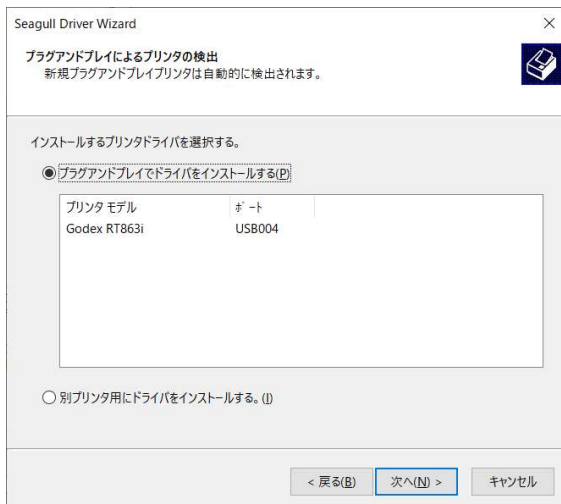 Seagull Driver Wizard
プラグアンドプレイによるプリンタの検出
新規プラグアンドプレイプリンタは自動的に検出されます。
インストールするプリンタドライバを選択する。
プラグアンドプレイでドライバをインストールする(P)
プリンタ モデル ポート
Godex RT863i USB004
別プリンタ用にドライバをインストールする。(I)
< 戻る(B) 次へ(N) > キャンセル